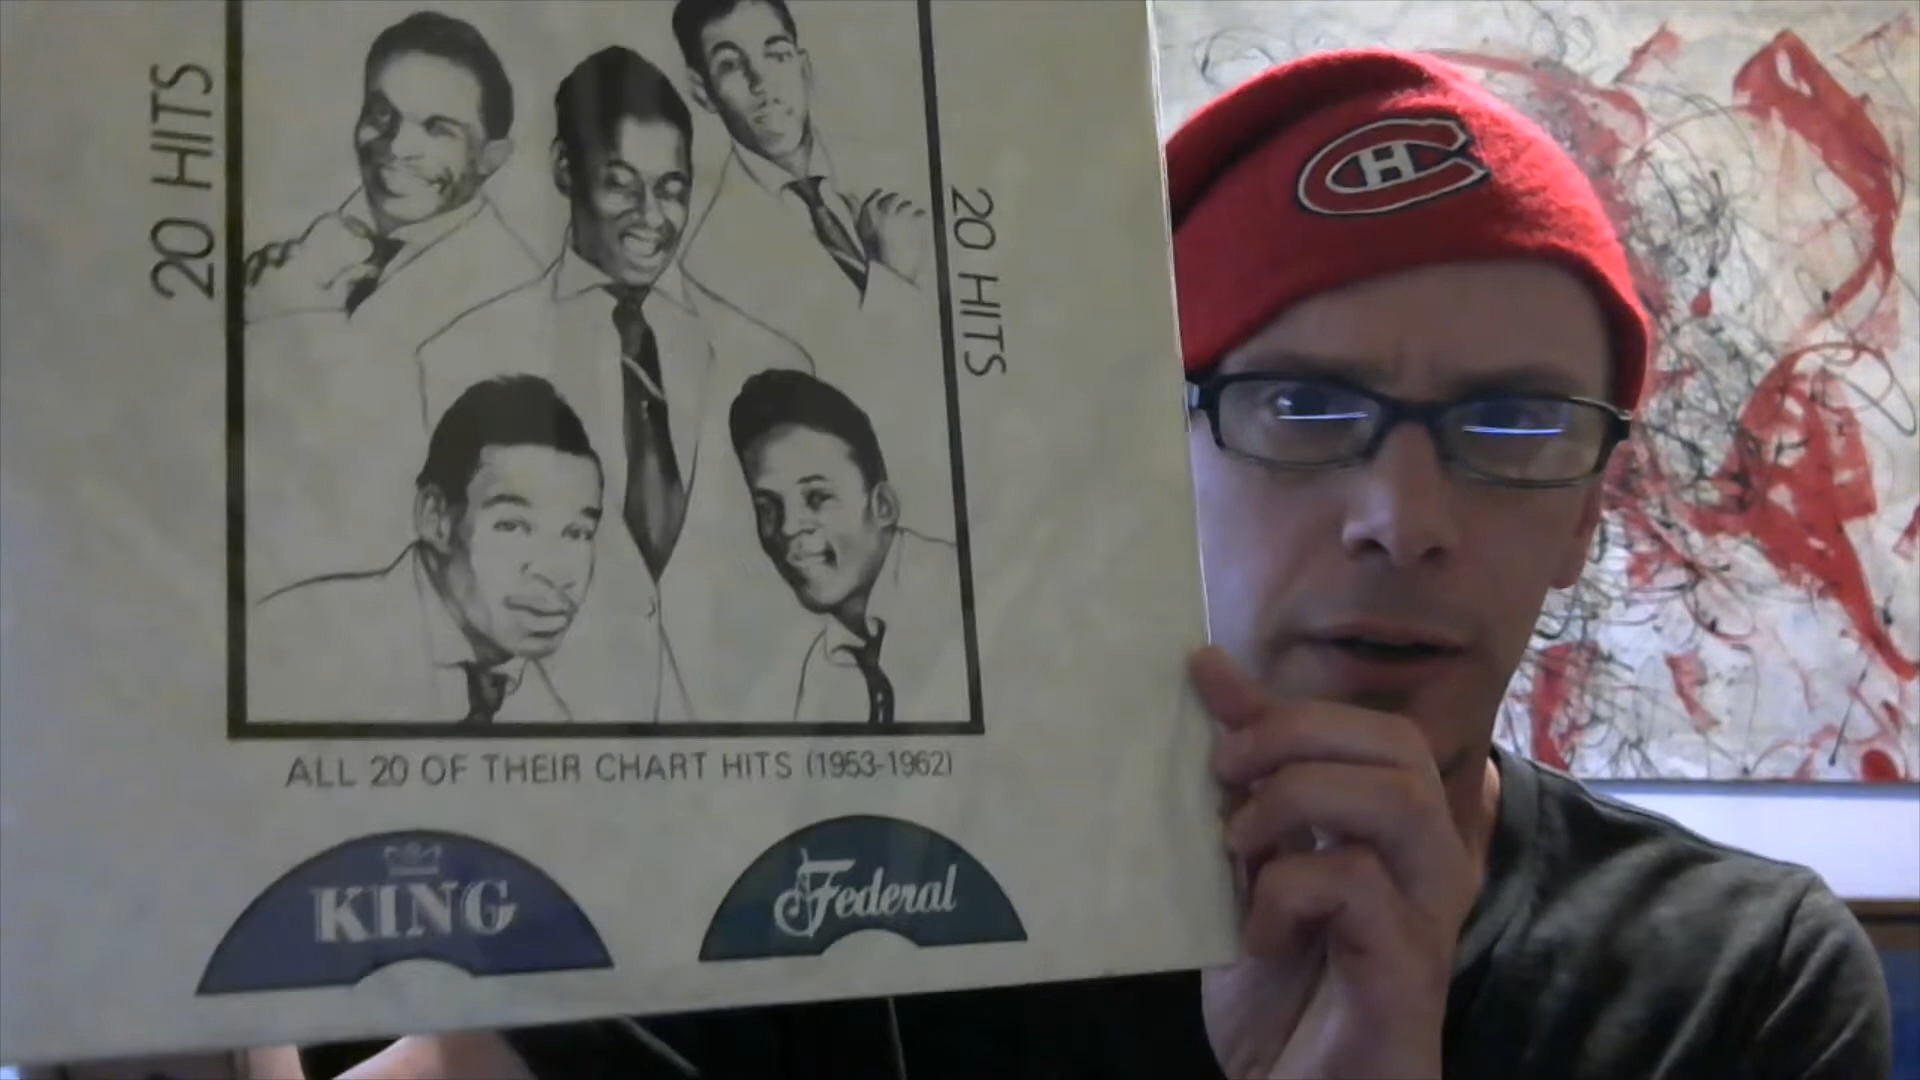 20 HITS
20 HITS
ALL 20 OF THEIR CHART HITS (1953-1962)
KING
Federal
CH